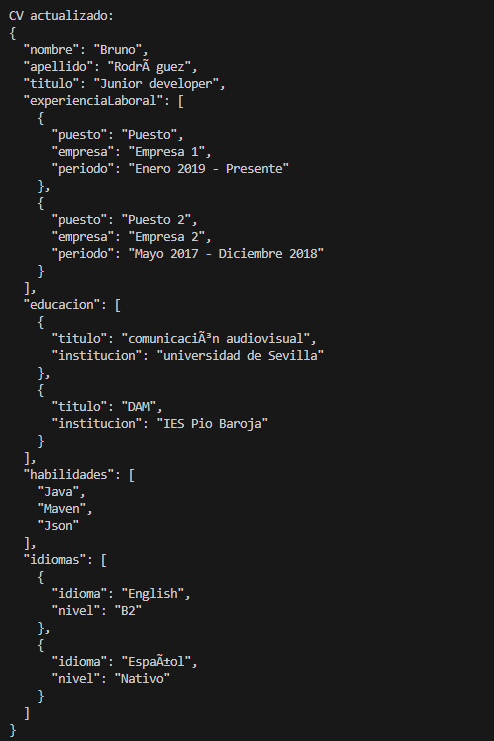 CV actualizado:
{
  "nombre": "Bruno",
  "apellido": "RodrÃ guez",
  "titulo": "Junior developer",
  "experienciaLaboral": [
    {
      "puesto": "Puesto",
      "empresa": "Empresa 1",
      "periodo": "Enero 2019 - Presente"
    },
    {
      "puesto": "Puesto 2",
      "empresa": "Empresa 2",
      "periodo": "Mayo 2017 - Diciembre 2018"
    }
  ],
  "educacion": [
    {
      "titulo": "comunicaciÃ³n audiovisual",
      "institucion": "universidad de Sevilla"
    },
    {
      "titulo": "DAM",
      "institucion": "IES Pio Baroja"
    }
  ],
  "habilidades": [
    "Java",
    "Maven",
    "Json"
  ],
  "idiomas": [
    {
      "idioma": "English",
      "nivel": "B2"
    },
    {
      "idioma": "EspaÃ±ol",
      "nivel": "Nativo"
    }
  ]
}